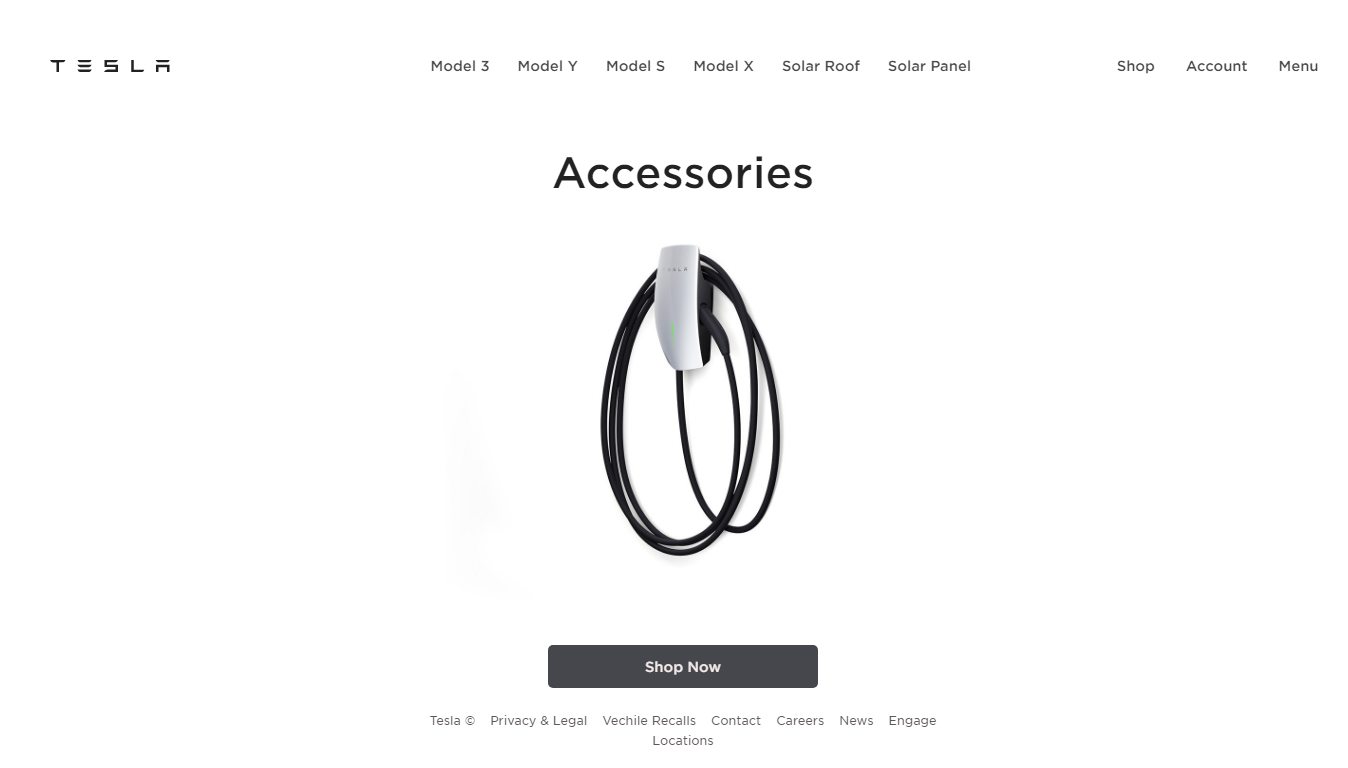 TESLA
Model 3 Model Y Model S Model X Solar Roof Solar Panel
Shop Account Menu
Accessories
TESLA
Shop Now
Tesla © Privacy & Legal Vechile Recalls Contact Careers News Engage
Locations